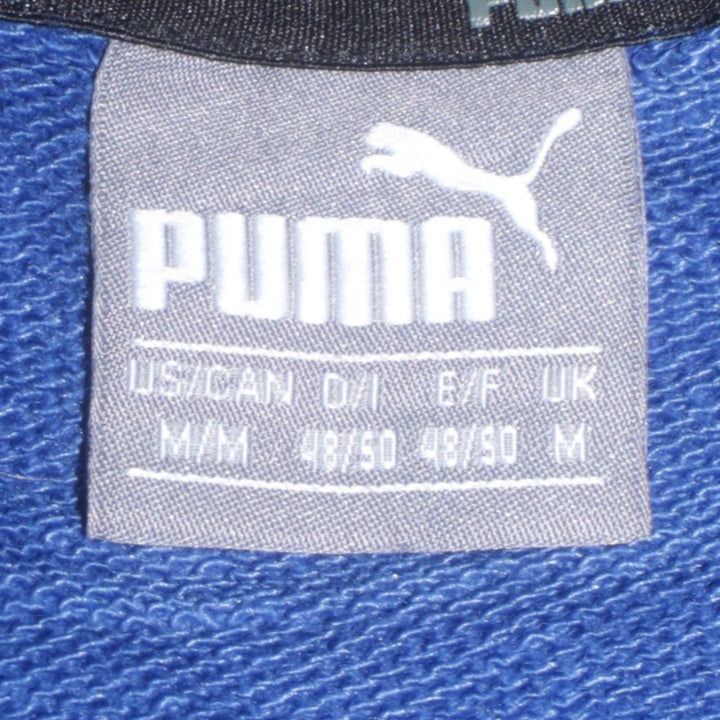 PUMA
US/CAN D/I E/F UK
M/M 48/50 48/50 M